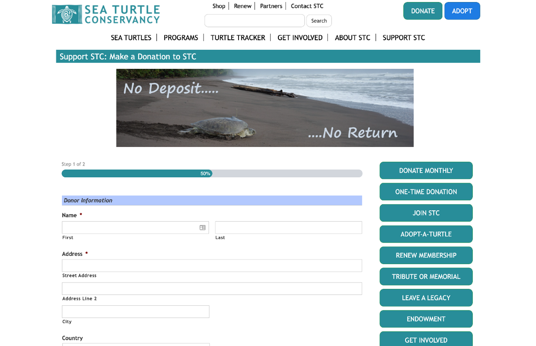 SEA TURTLE
CONSERVANCY
Shop Renew Partners Contact STC
Search
DONATE
ADOPT
SEA TURTLES PROGRAMS TURTLE TRACKER GET INVOLVED ABOUT STC SUPPORT STC
Support STC: Make a Donation to STC
No Deposit.....
....No Return
Step 1 of 2
50%
Donor Information
Name *
First
Last
Address *
Street Address
Address Line 2
City
Country
DONATE MONTHLY
ONE-TIME DONATION
JOIN STC
ADOPT-A-TURTLE
RENEW MEMBERSHIP
TRIBUTE OR MEMORIAL
LEAVE A LEGACY
ENDOWMENT
GET INVOLVED